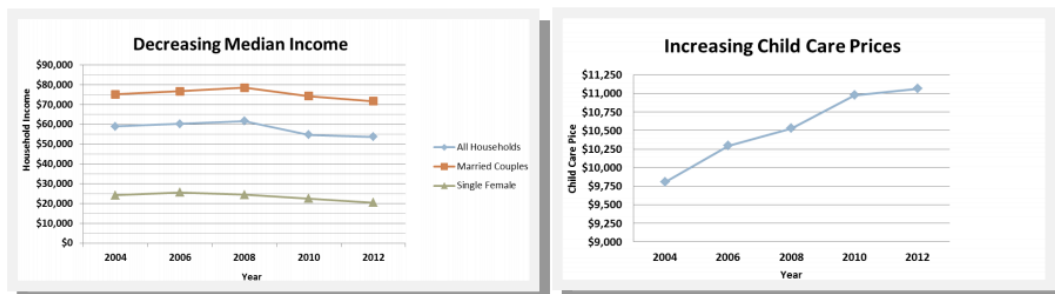 Decreasing Median Income
$90,000
$80,000
$70,000
$60,000
$50,000
$40,000
$30,000
$20,000
$10,000
$0
Household Income
2004 2006 2008 2010 2012
Year
All Households
Married Couples
Single Female
Increasing Child Care Prices
$11,250
$11,000
$10,750
$10,500
$10,250
$10,000
$9,750
$9,500
$9,250
$9,000
Child Care Pice
2004 2006 2008 2010 2012
Year